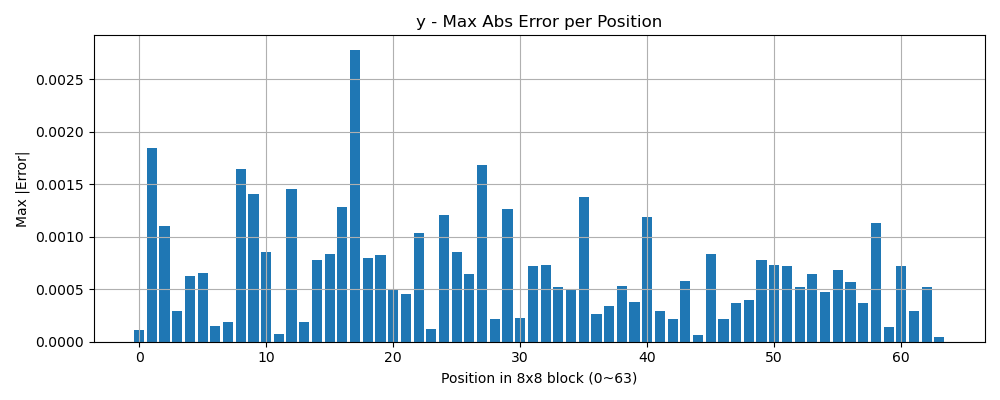 y - Max Abs Error per Position
Max |Error|
0.0025
0.0020
0.0015
0.0010
0.0005
0.0000
0 10 20 30 40 50 60
Position in 8x8 block (0~63)